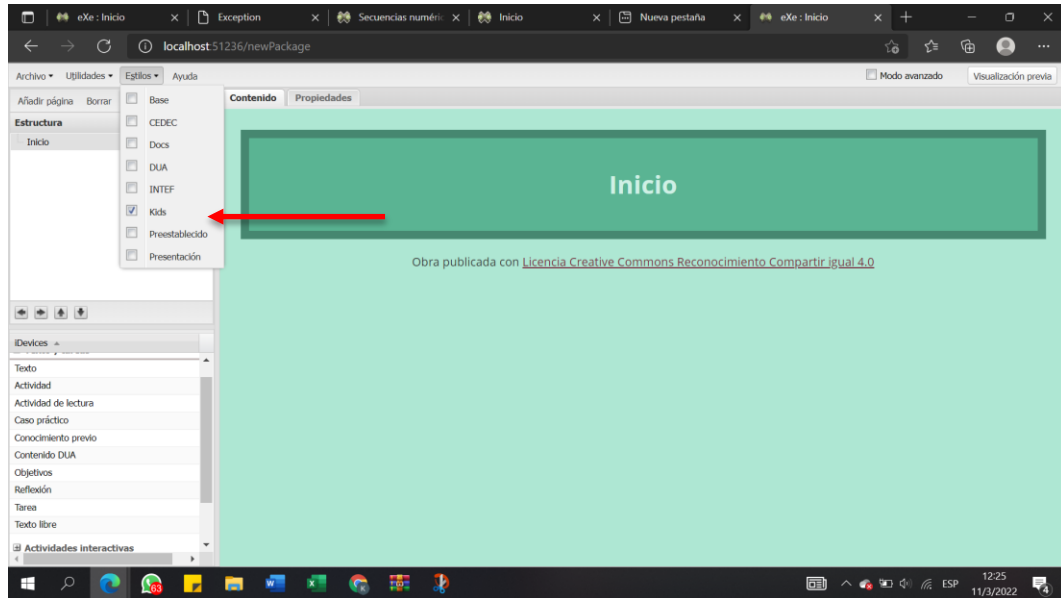 eXe : Inicio
Exception
Secuencias numéric
Inicio
Nueva pestaña
eXe : Inicio
localhost:51236/newPackage
Archivo
Utilidades
Estilos
Ayuda
Modo avanzado
Visualización previa
Añadir página
Borrar
Contenido
Propiedades
Estructura
Inicio
Base
CEDEC
Docs
DUA
INTEF
Kids
Preestablecido
Presentación
Inicio
Obra publicada con Licencia Creative Commons Reconocimiento Compartir igual 4.0
iDevices
Texto
Actividad
Actividad de lectura
Caso práctico
Conocimiento previo
Contenido DUA
Objetivos
Reflexión
Tarea
Texto libre
Actividades interactivas
63
ESP
12:25
11/3/2022
4